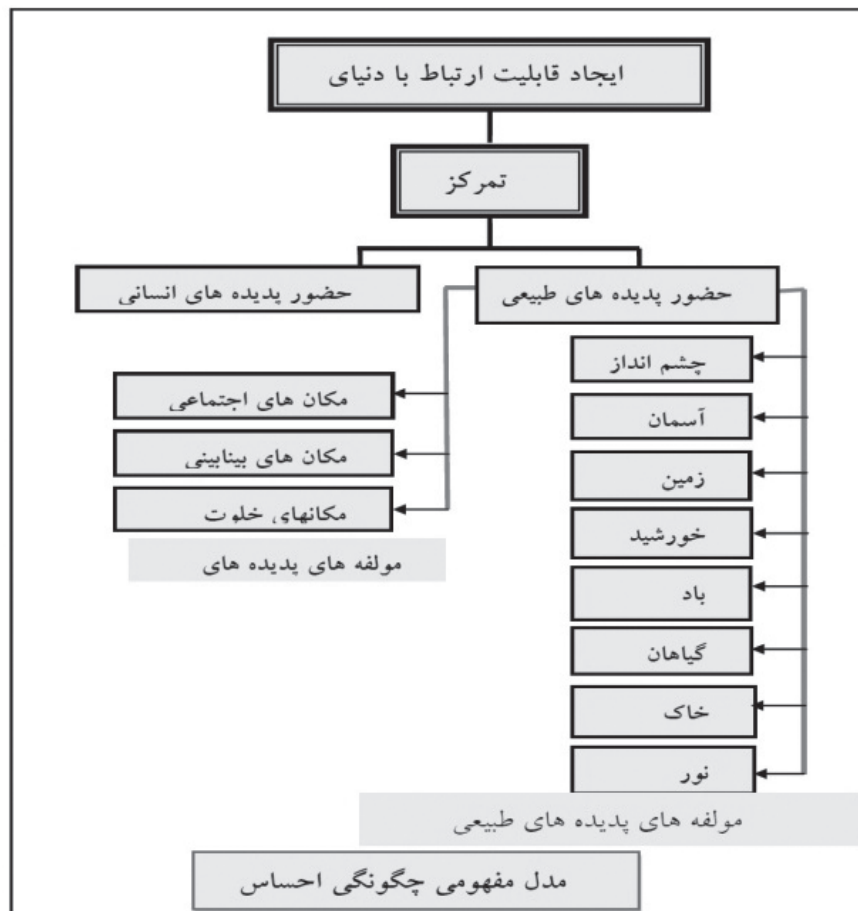 ایجاد قابلیت ارتباط با دنیای
تمرکز
حضور پدیده های طبیعی
حضور پدیده های انسانی
چشم انداز
آسمان
زمین
خورشید
باد
گیاهان
خاک
نور
مولفه های پدیده های طبیعی
مکان های اجتماعی
مکان های بینابینی
مکانهای خلوت
مولفه های پدیده های
مدل مفهومی چگونگی احساس